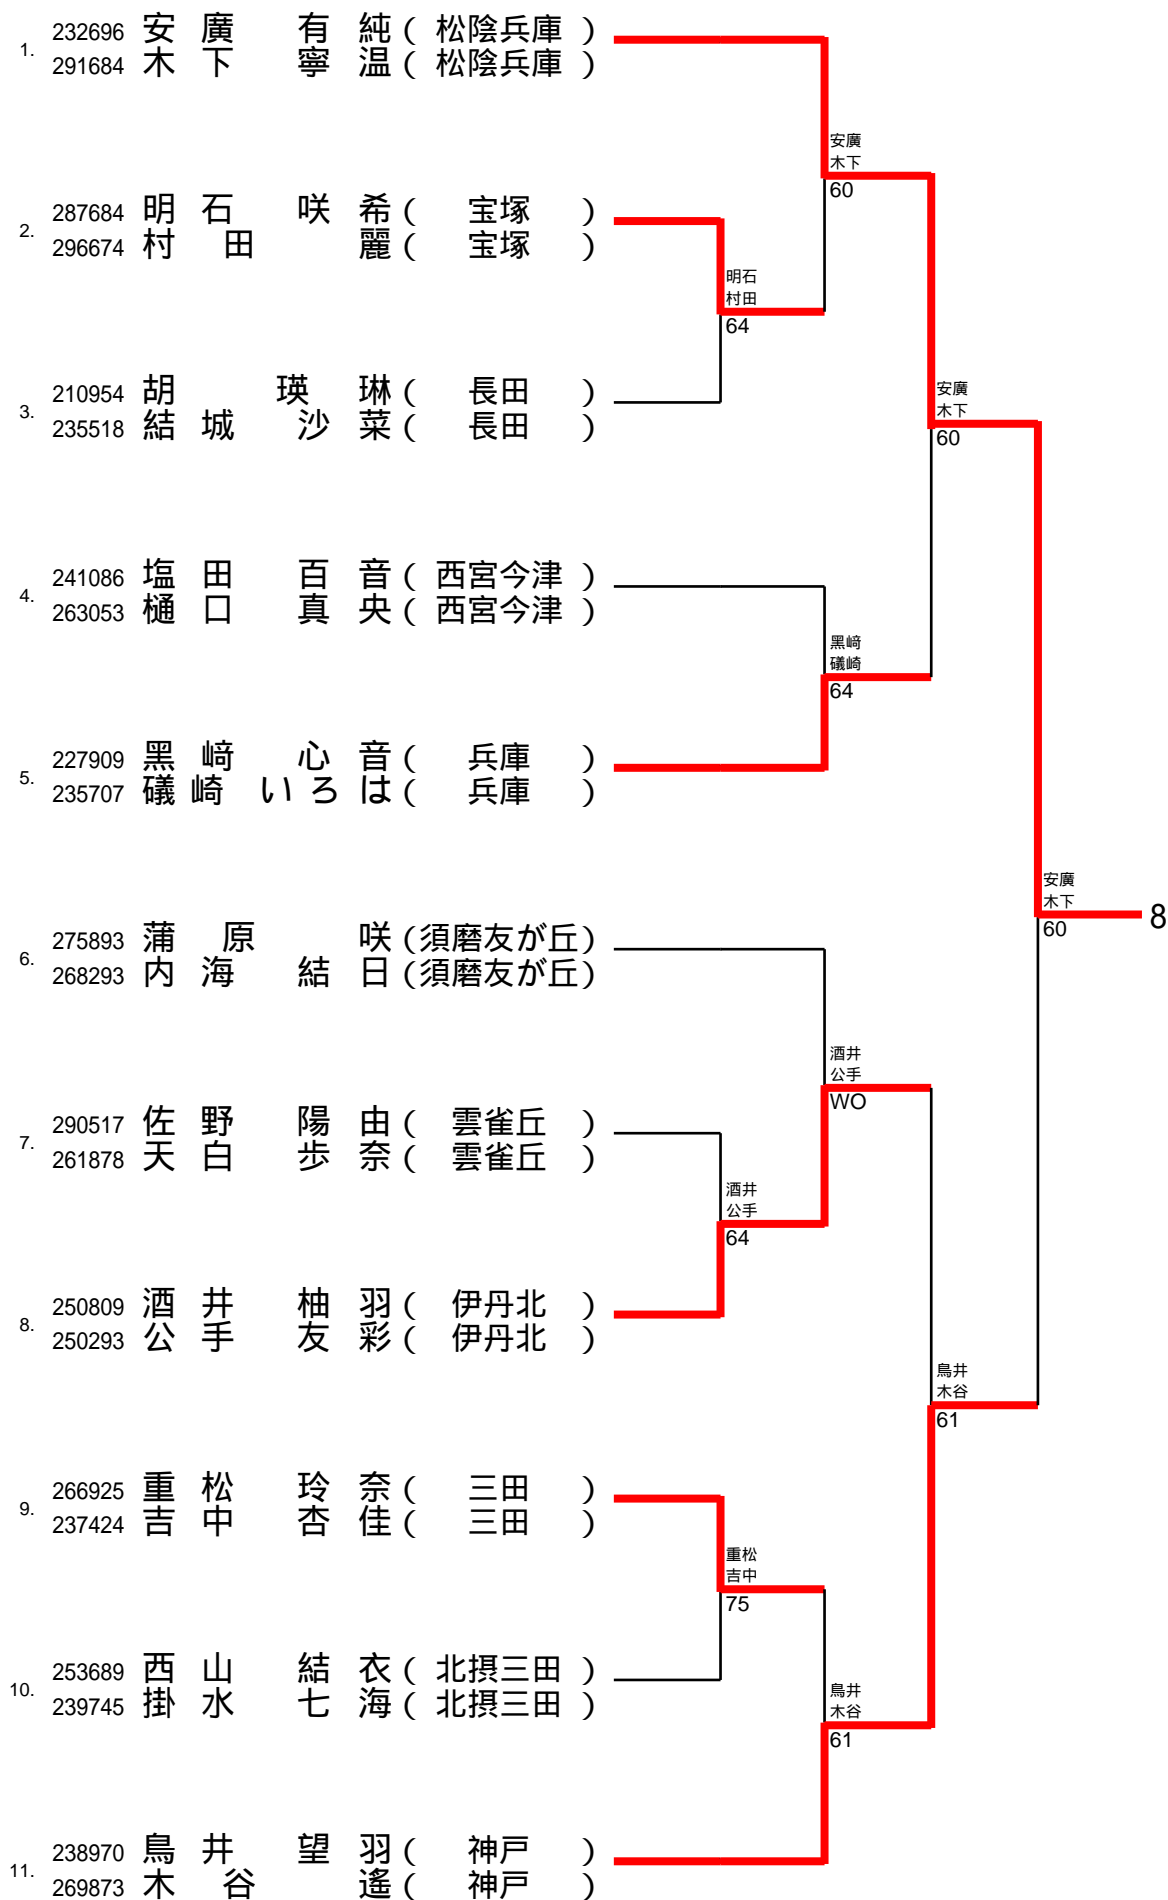 1. 232696 安廣 有純 ( 松陰兵庫 )
291684 木下 寧温 ( 松陰兵庫 )
安廣
木下
60
2. 287684 明石 咲希 ( 宝塚 )
296674 村田 麗 ( 宝塚 )
明石
村田
64
3. 210954 胡 瑛琳 ( 長田 )
235518 結城 沙菜 ( 長田 )
安廣
木下
60
4. 241086 塩田 百音 ( 西宮今津 )
263053 樋口 真央 ( 西宮今津 )
黑﨑
礒崎
64
5. 227909 黑﨑 心音 ( 兵庫 )
235707 礒崎 いろは ( 兵庫 )
安廣
木下
60
8
6. 275893 蒲原 咲 (須磨友が丘)
268293 内海 結日 (須磨友が丘)
酒井
公手
WO
7. 290517 佐野 陽由 ( 雲雀丘 )
261878 天白 歩奈 ( 雲雀丘 )
酒井
公手
64
8. 250809 酒井 柚羽 ( 伊丹北 )
250293 公手 友彩 ( 伊丹北 )
鳥井
木谷
61
9. 266925 重松 玲奈 ( 三田 )
237424 吉中 杏佳 ( 三田 )
重松
吉中
75
10. 253689 西山 結衣 ( 北摂三田 )
239745 掛水 七海 ( 北摂三田 )
鳥井
木谷
61
11. 238970 鳥井 望羽 ( 神戸 )
269873 木谷 遙 ( 神戸 )